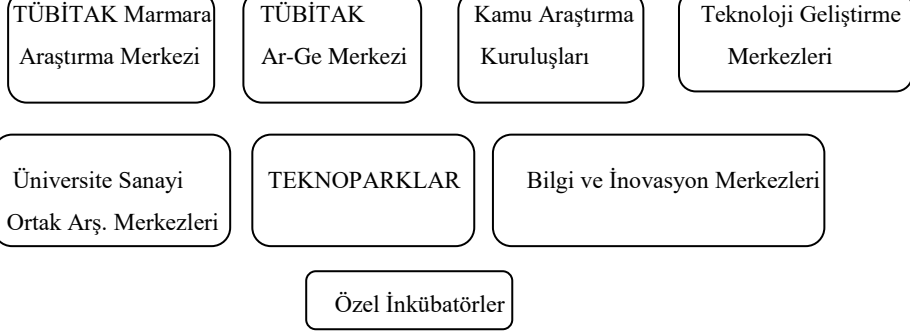 TÜBİTAK Marmara
Araştırma Merkezi
TÜBİTAK
Ar-Ge Merkezi
Kamu Araştırma
Kuruluşları
Teknoloji Geliştirme
Merkezleri
Üniversite Sanayi
Ortak Arş. Merkezleri
TEKNOPARKLAR
Bilgi ve İnovasyon Merkezleri
Özel İnkübatörler